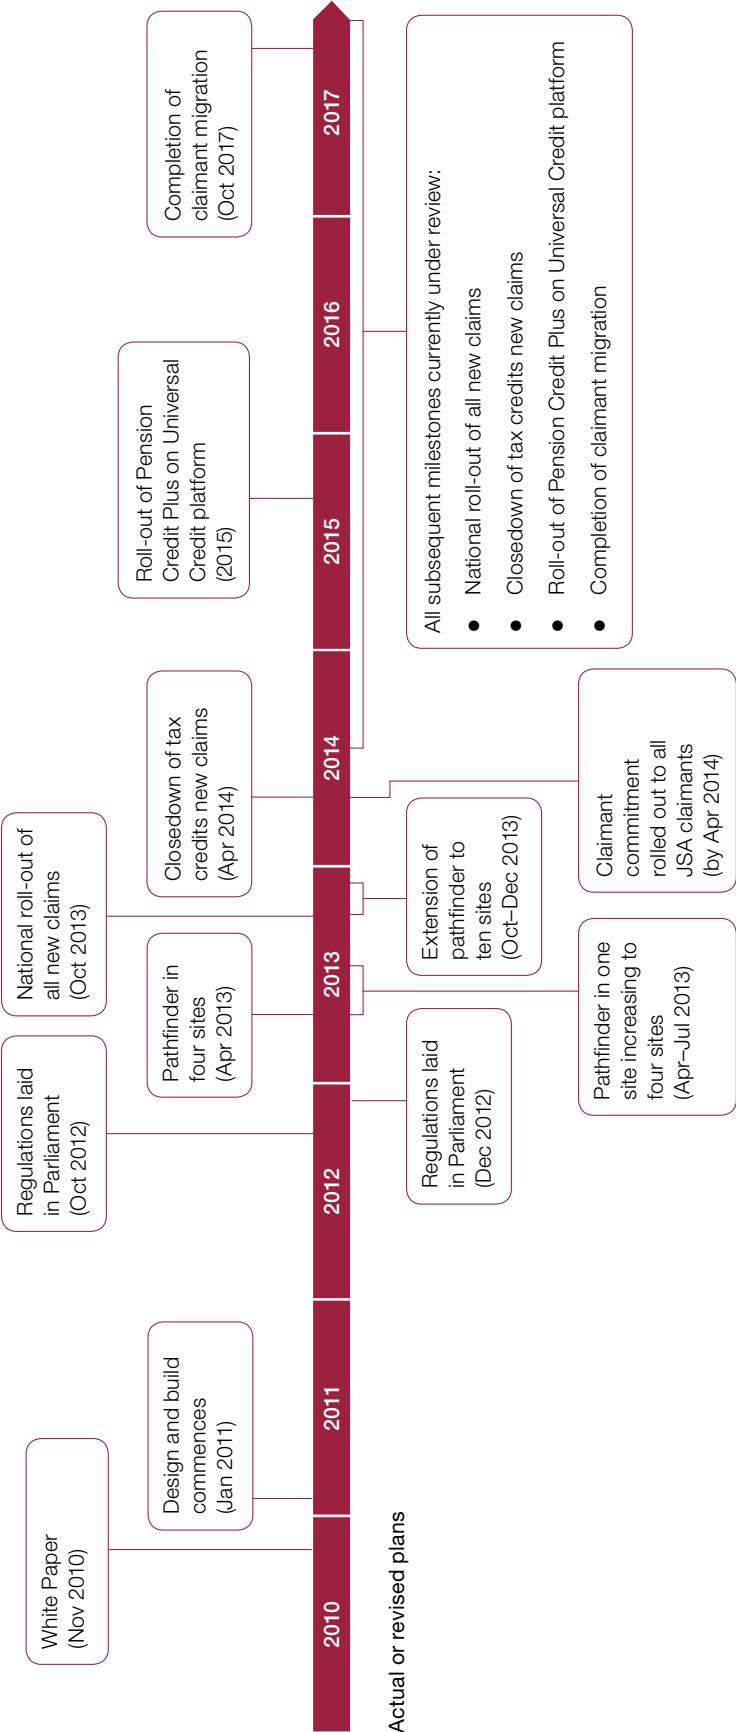 White Paper
(Nov 2010)
Design and build
commences
(Jan 2011)
Regulations laid
in Parliament
(Oct 2012)
Pathfinder in
four sites
(Apr 2013)
National roll-out of
all new claims
(Oct 2013)
Closedown of tax
credits new claims
(Apr 2014)
Roll-out of Pension
Credit Plus on Universal
Credit platform
(2015)
Completion of
claimant migration
(Oct 2017)
2010
2011
2012
2013
2014
2015
2016
2017
Actual or revised plans
Regulations laid
in Parliament
(Dec 2012)
Pathfinder in one
site increasing to
four sites
(Apr–Jul 2013)
Extension of
pathfinder to
ten sites
(Oct–Dec 2013)
Claimant
commitment
rolled out to all
JSA claimants
(by Apr 2014)
All subsequent milestones currently under review:
● National roll-out of all new claims
● Closedown of tax credits new claims
● Roll-out of Pension Credit Plus on Universal Credit platform
● Completion of claimant migration